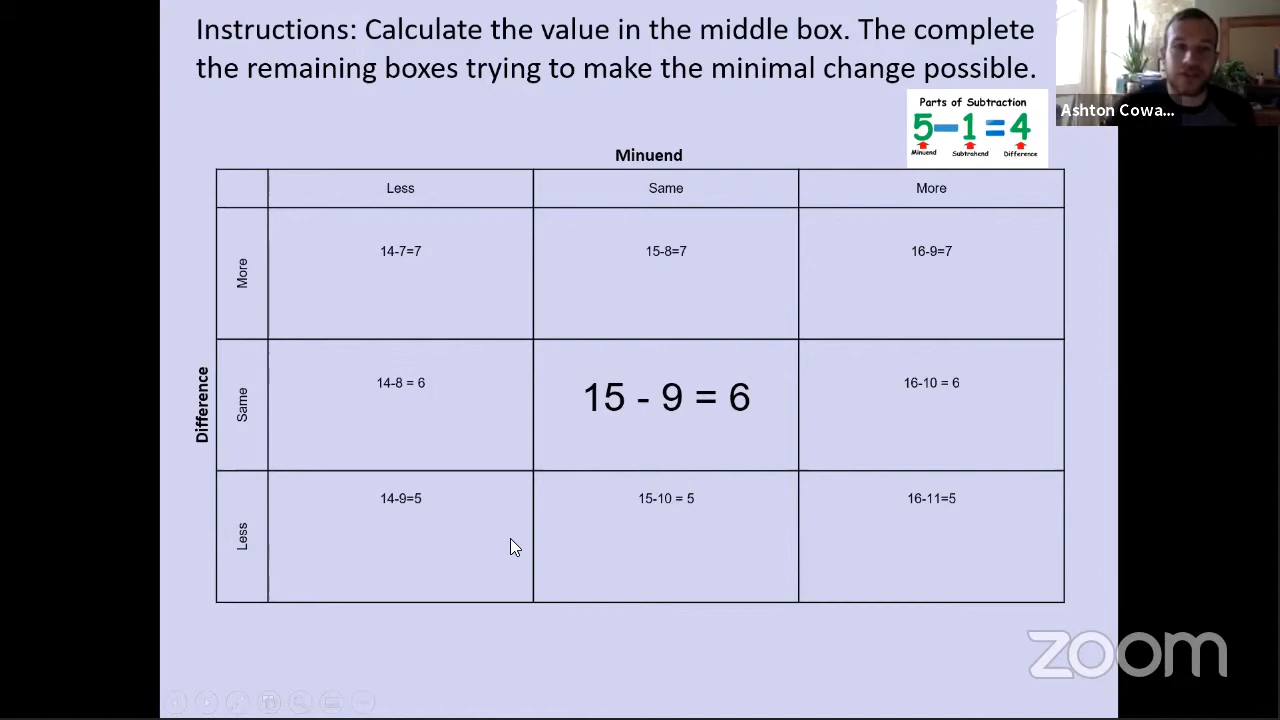 Instructions: Calculate the value in the middle box. The complete
the remaining boxes trying to make the minimal change possible.
Ashton Cowa...
Parts of Subtraction
5-1=4
Minuend Subtrahend Difference
Minuend
Less Same More
More
14-7=7 15-8=7 16-9=7
Difference
Same
14-8 = 6 15 - 9 = 6 16-10 = 6
Less
14-9=5 15-10 = 5 16-11=5
zoom